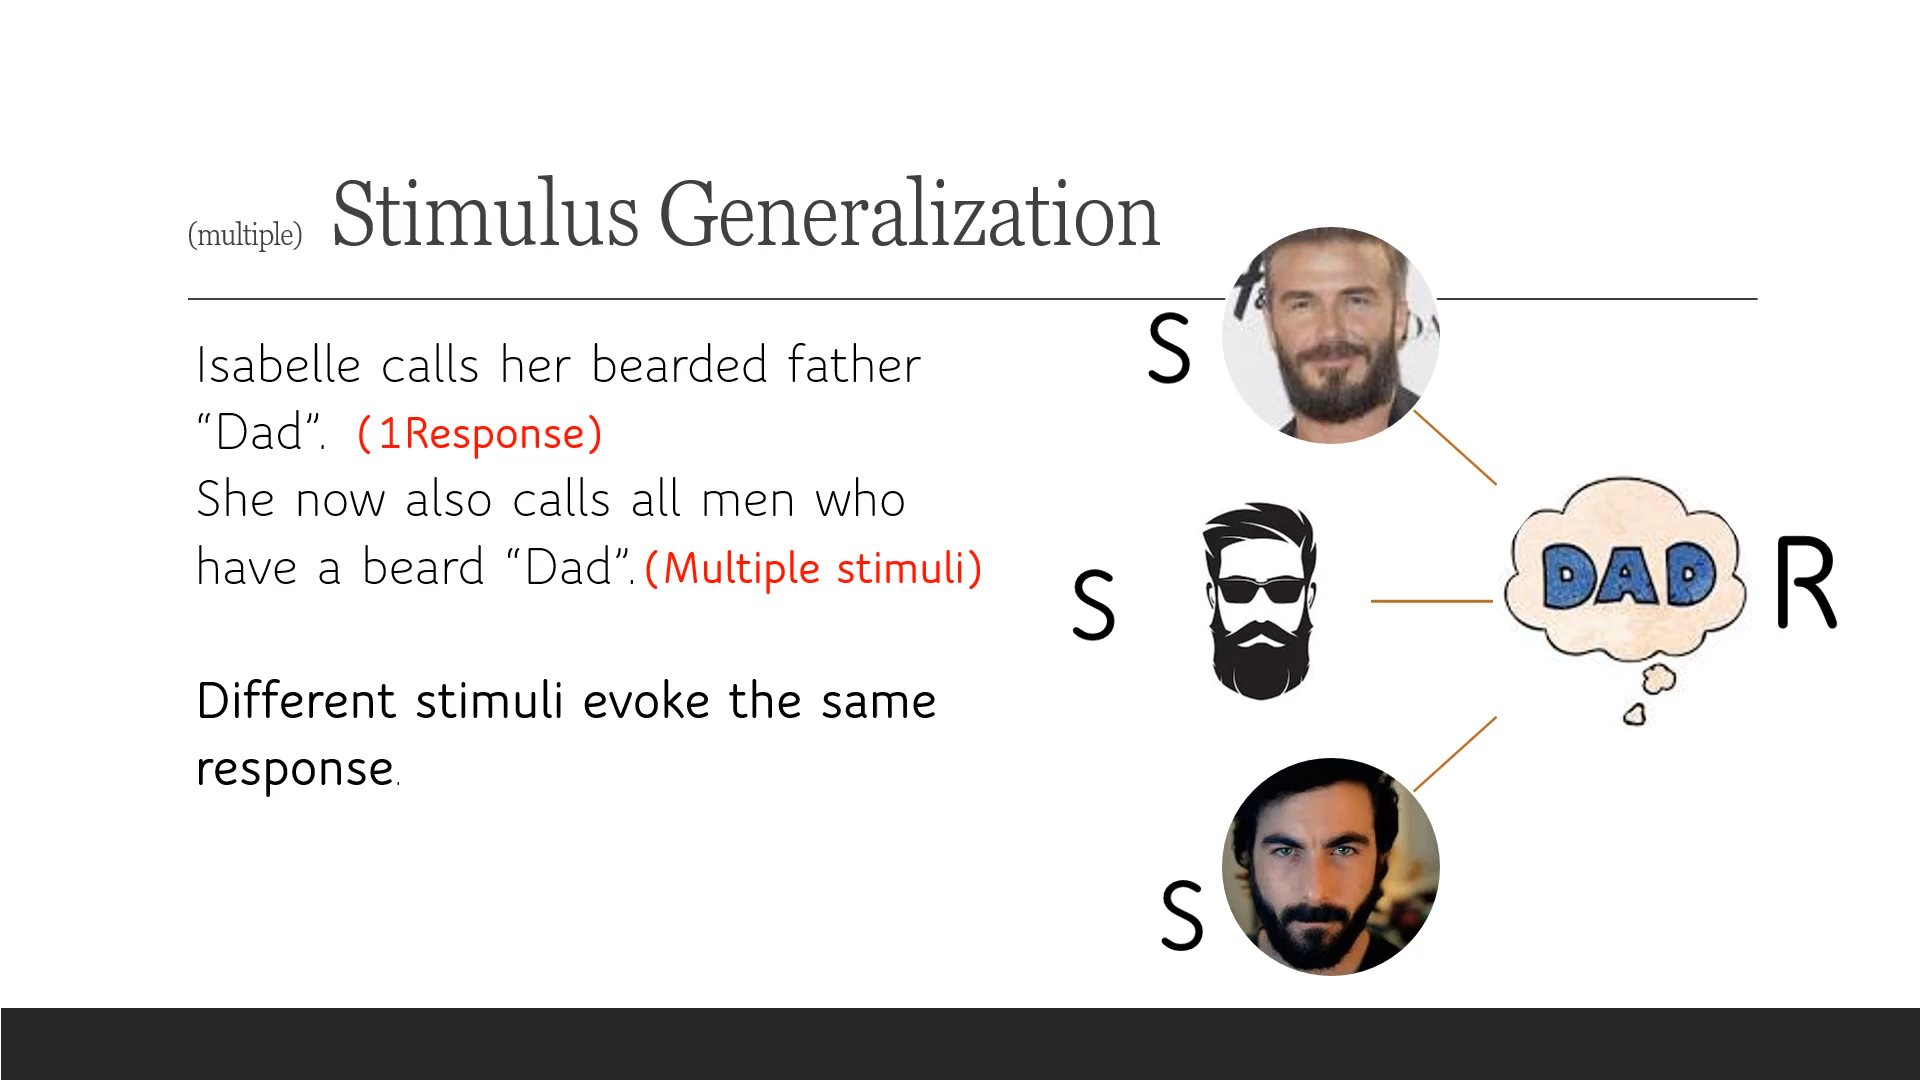 (multiple) Stimulus Generalization
Isabelle calls her bearded father
“Dad”. (1Response)
She now also calls all men who
have a beard “Dad”. (Multiple stimuli)
Different stimuli evoke the same
response.
S
S
DAD
R
S